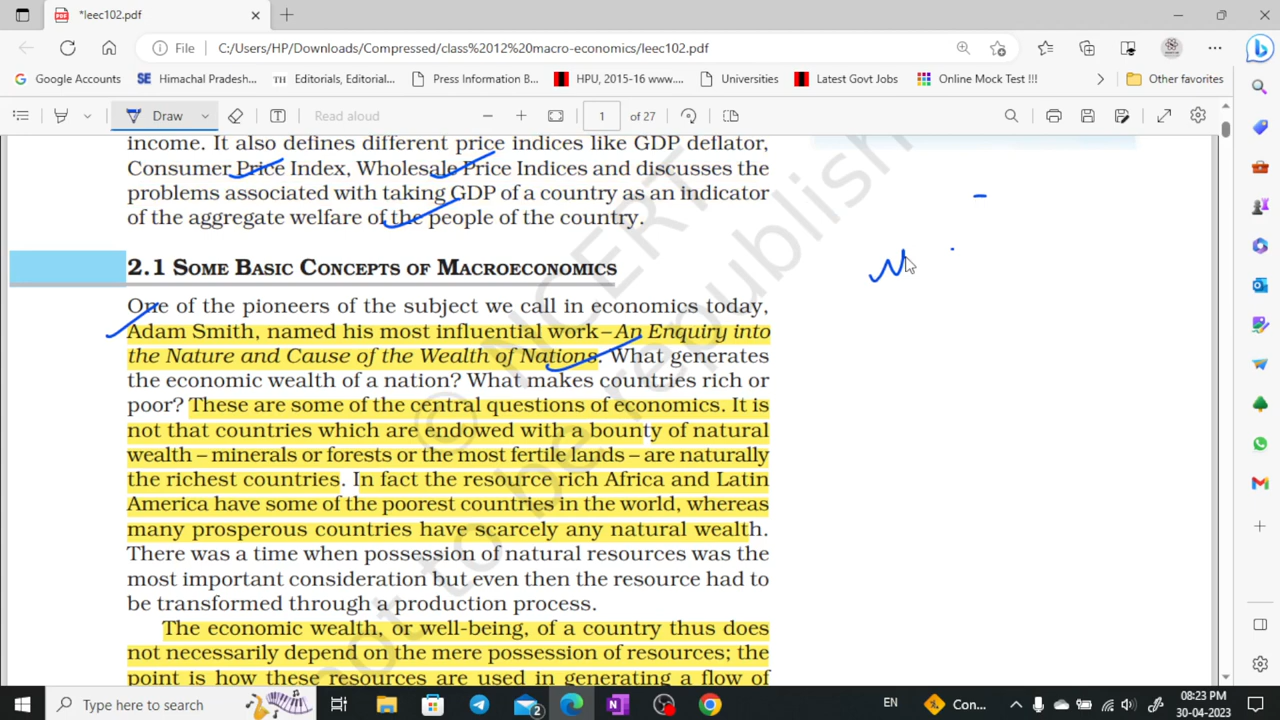 *leec102.pdf
File C:/Users/HP/Downloads/Compressed/class%2012%20macro-economics/leec102.pdf
Google Accounts SE Himachal Pradesh... TH Editorials, Editorial... Press Information B... HPU, 2015-16 www.... Universities Latest Govt Jobs Online Mock Test !!! Other favorites
Draw Read aloud 1 of 27
income. It also defines different price indices like GDP deflator,
Consumer Price Index, Wholesale Price Indices and discusses the
problems associated with taking GDP of a country as an indicator
of the aggregate welfare of the people of the country.
2.1 SOME BASIC CONCEPTS OF MACROECONOMICS
One of the pioneers of the subject we call in economics today,
Adam Smith, named his most influential work – An Enquiry into
the Nature and Cause of the Wealth of Nations. What generates
the economic wealth of a nation? What makes countries rich or
poor? These are some of the central questions of economics. It is
not that countries which are endowed with a bounty of natural
wealth – minerals or forests or the most fertile lands – are naturally
the richest countries. In fact the resource rich Africa and Latin
America have some of the poorest countries in the world, whereas
many prosperous countries have scarcely any natural wealth.
There was a time when possession of natural resources was the
most important consideration but even then the resource had to
be transformed through a production process.
The economic wealth, or well-being, of a country thus does
not necessarily depend on the mere possession of resources; the
point is how these resources are used in generating a flow of
© NCERT
not to be republish
Type here to search
2
EN
Con...
08:23 PM
30-04-2023